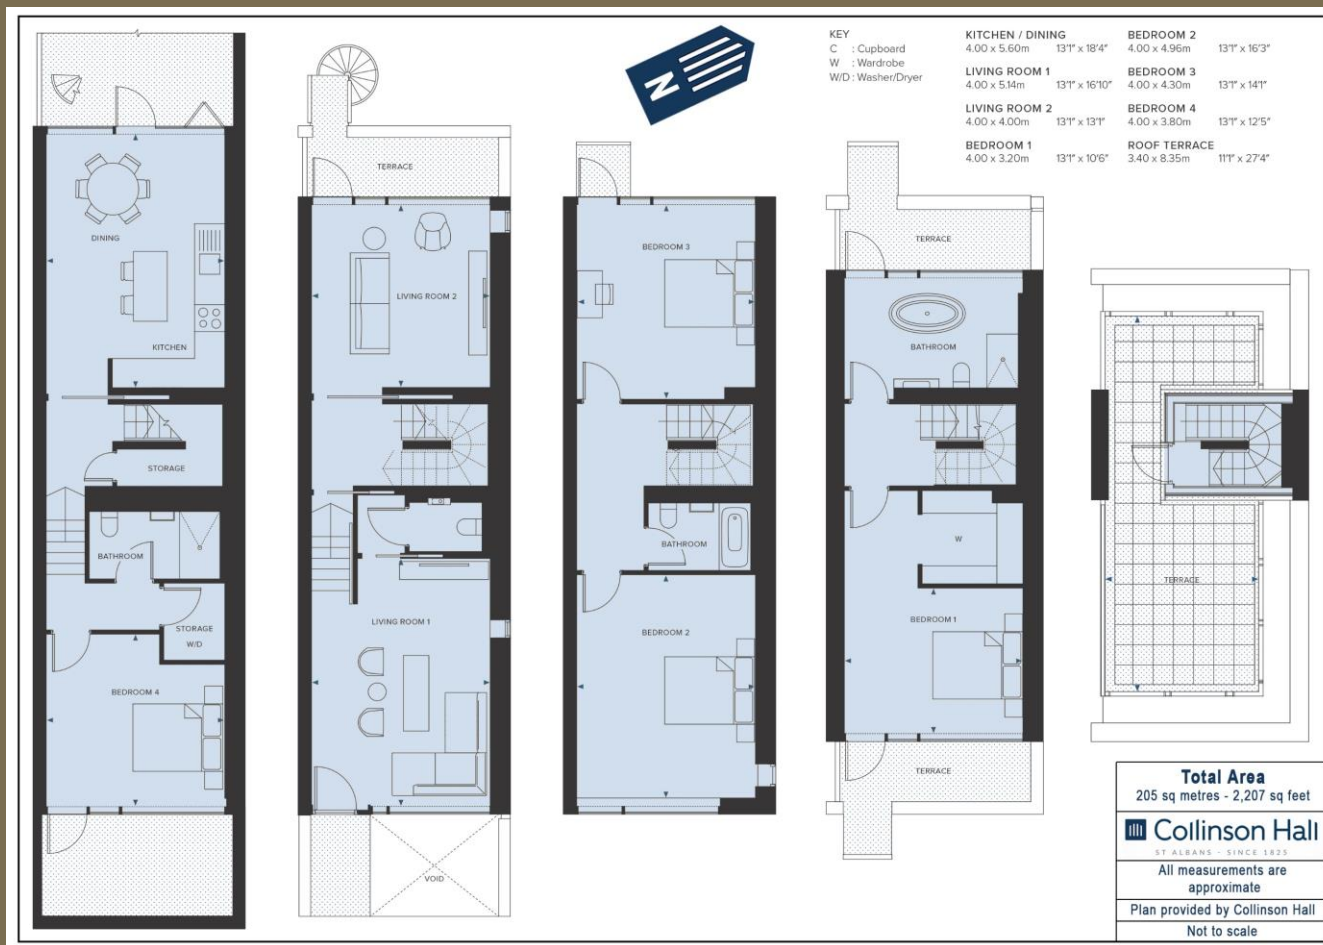 KEY
C : Cupboard
W : Wardrobe
W/D : Washer/Dryer
KITCHEN / DINING
4.00 x 5.60m 13'1" x 18'4"
LIVING ROOM 1
4.00 x 5.14m 13'1" x 16'10"
LIVING ROOM 2
4.00 x 4.00m 13'1" x 13'1"
BEDROOM 1
4.00 x 3.20m 13'1" x 10'6"
BEDROOM 2
4.00 x 4.96m 13'1" x 16'3"
BEDROOM 3
4.00 x 4.30m 13'1" x 14'1"
BEDROOM 4
4.00 x 3.80m 13'1" x 12'5"
ROOF TERRACE
3.40 x 8.35m 11'1" x 27'4"
N
DINING
KITCHEN
STORAGE
BATHROOM
STORAGE
W/D
BEDROOM 4
TERRACE
LIVING ROOM 2
LIVING ROOM 1
VOID
BEDROOM 3
BATHROOM
BEDROOM 2
TERRACE
BATHROOM
W
BEDROOM 1
TERRACE
TERRACE
Total Area
205 sq metres - 2,207 sq feet
Collinson Hall
ST ALBANS - SINCE 1825
All measurements are
approximate
Plan provided by Collinson Hall
Not to scale